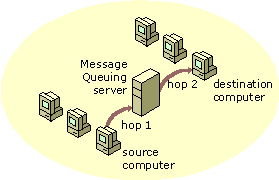 Message
Queuing
server
hop 2
destination
computer
hop 1
source
computer